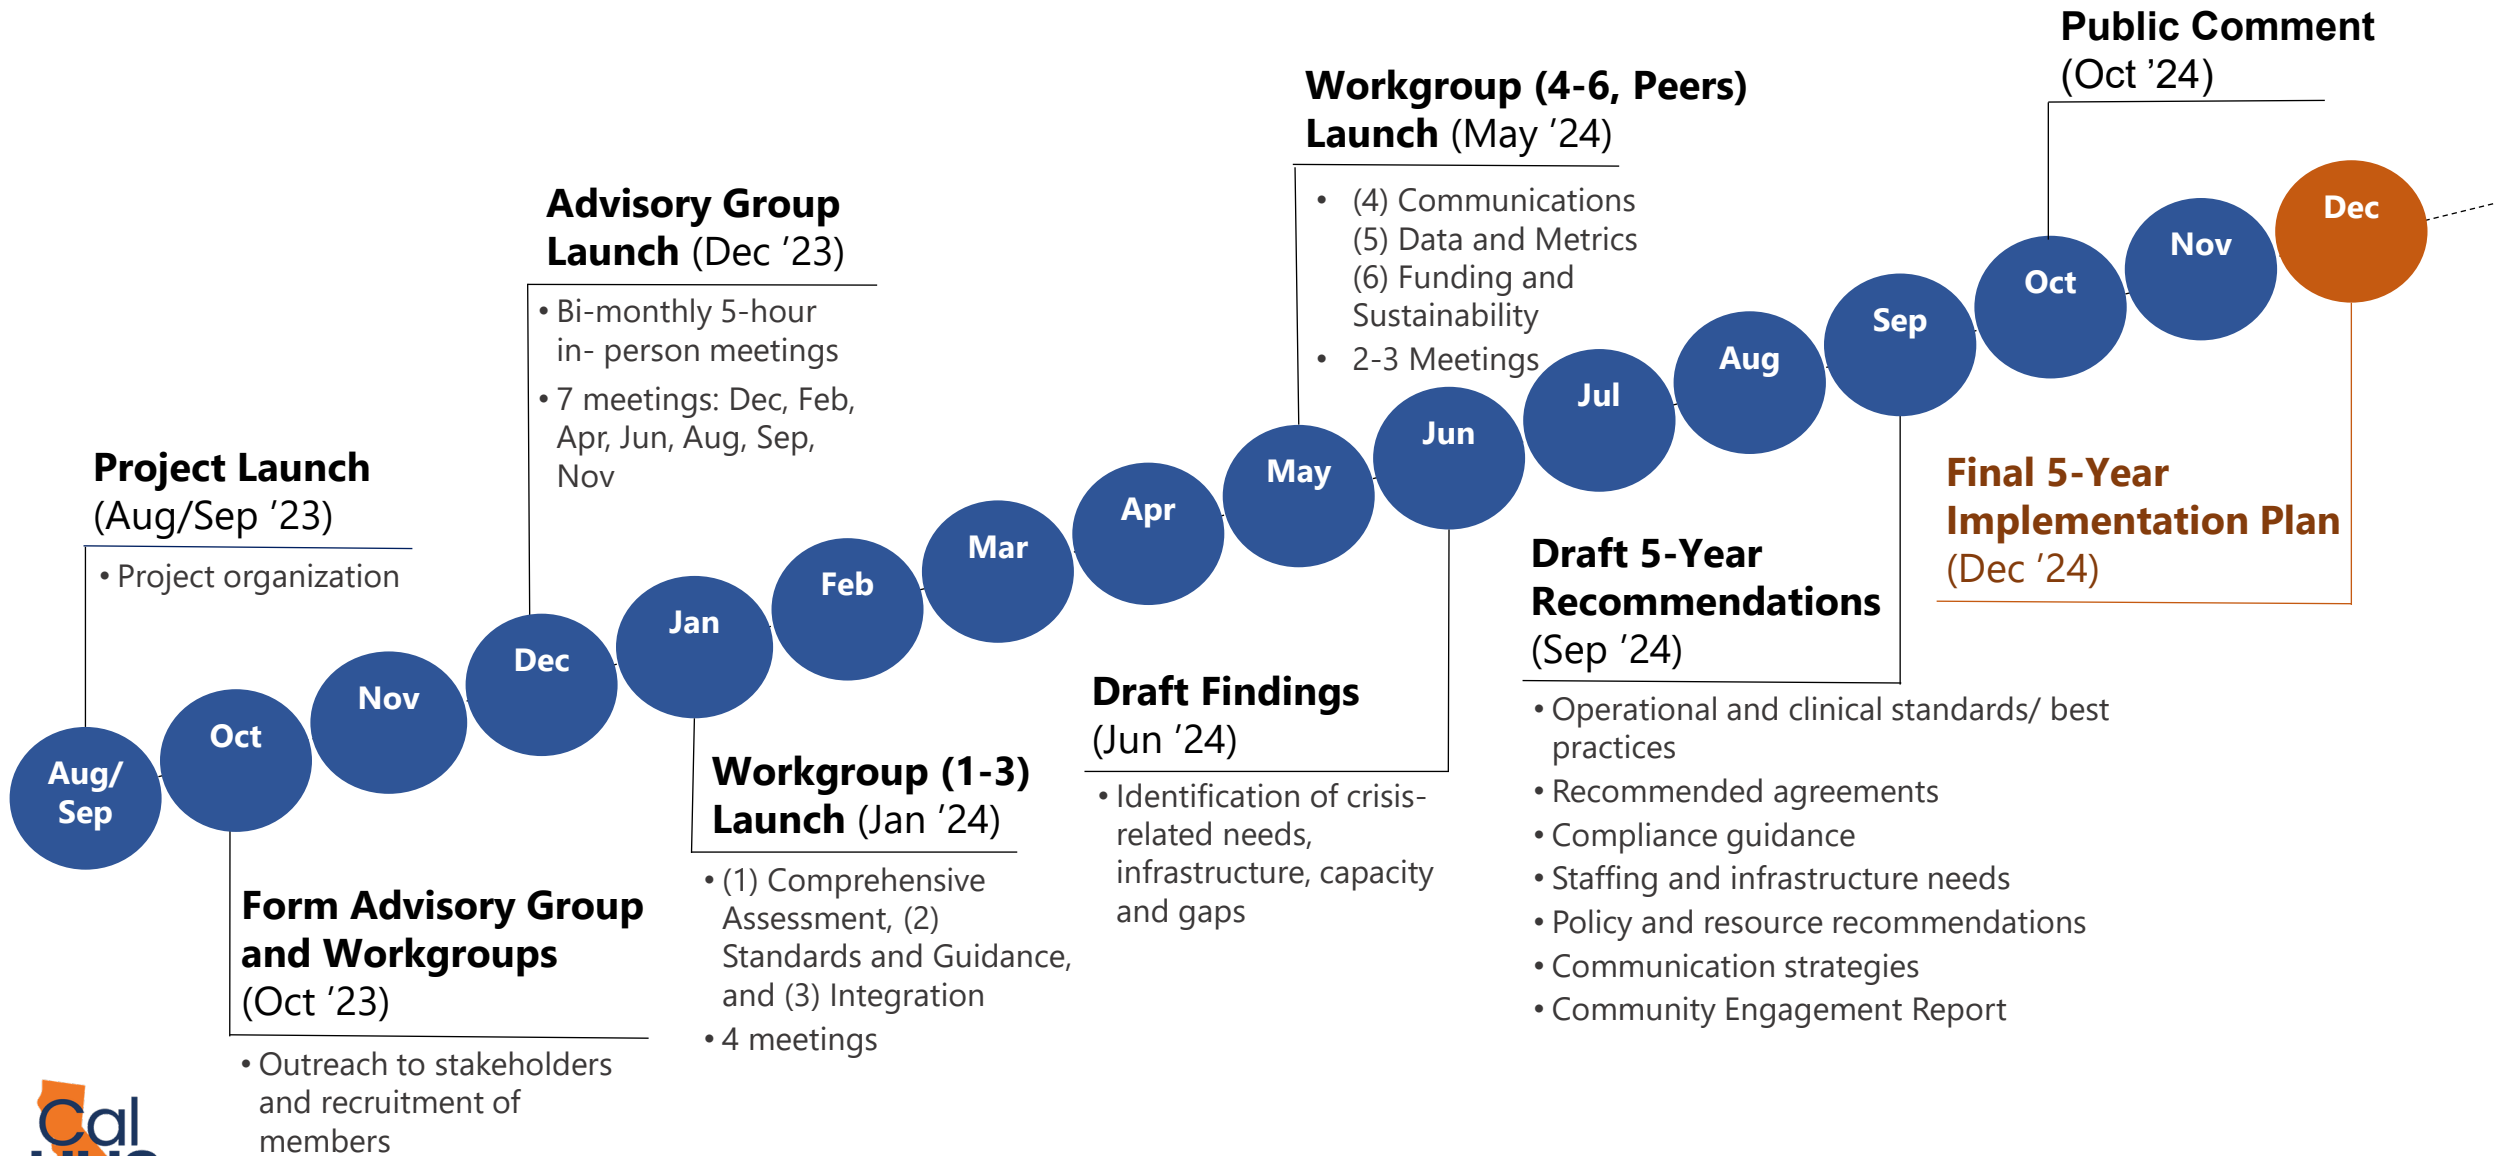 Public Comment
(Oct ’24)
Workgroup (4-6, Peers)
Launch (May ’24)
• (4) Communications
(5) Data and Metrics
(6) Funding and
Sustainability
• 2-3 Meetings
Advisory Group
Launch (Dec ’23)
• Bi-monthly 5-hour
in- person meetings
• 7 meetings: Dec, Feb,
Apr, Jun, Aug, Sep,
Nov
Project Launch
(Aug/Sep ’23)
• Project organization
Aug/
Sep
Oct
Nov
Dec
Jan
Feb
Mar
Apr
May
Jun
Jul
Aug
Sep
Oct
Nov
Dec
Form Advisory Group
and Workgroups
(Oct ’23)
• Outreach to stakeholders
and recruitment of
members
Workgroup (1-3)
Launch (Jan ’24)
• (1) Comprehensive
Assessment, (2)
Standards and Guidance,
and (3) Integration
• 4 meetings
Draft Findings
(Jun ’24)
• Identification of crisis-
related needs,
infrastructure, capacity
and gaps
Draft 5-Year
Recommendations
(Sep ’24)
• Operational and clinical standards/ best
practices
• Recommended agreements
• Compliance guidance
• Staffing and infrastructure needs
• Policy and resource recommendations
• Communication strategies
• Community Engagement Report
Final 5-Year
Implementation Plan
(Dec ’24)
Cal